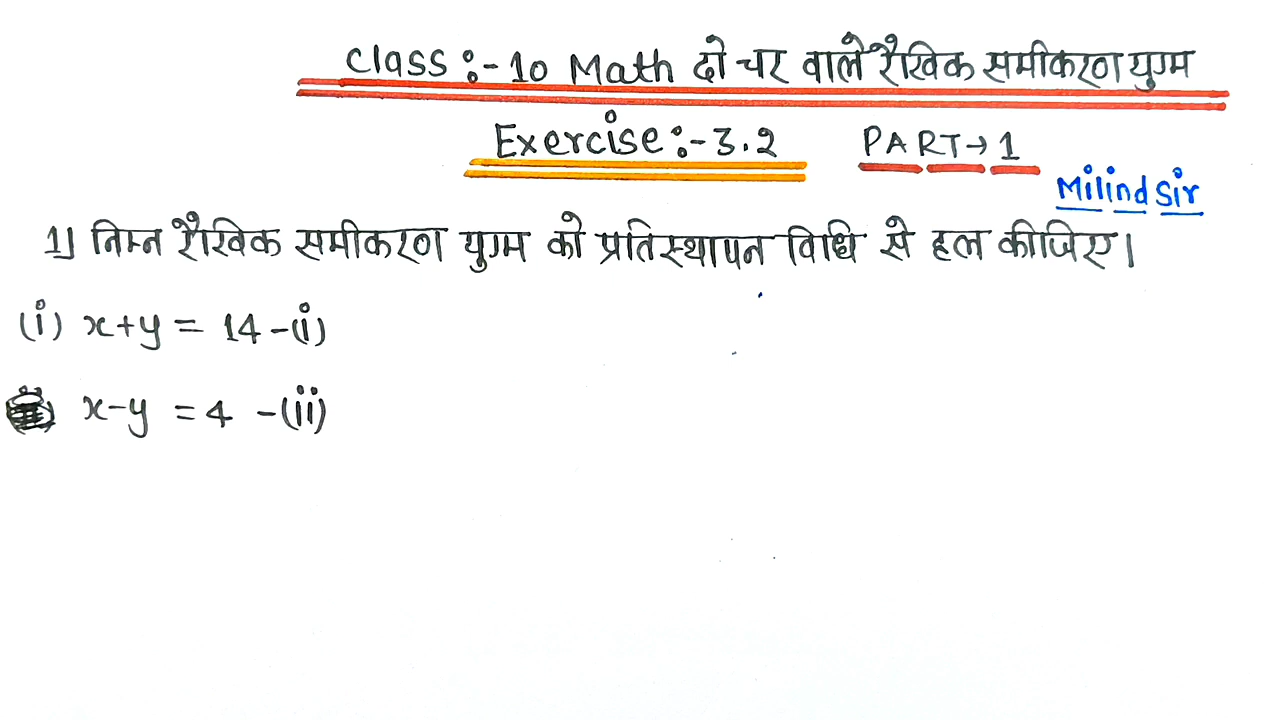 Class :- 10 Math दो चर वाले रैखिक समीकरण युग्म
Exercise :- 3.2 PART → 1
Milind Sir
1) निम्न रैखिक समीकरण युग्म को प्रतिस्थापन विधि से हल कीजिए।
(i) x+y = 14 -(i)
x-y = 4 -(ii)